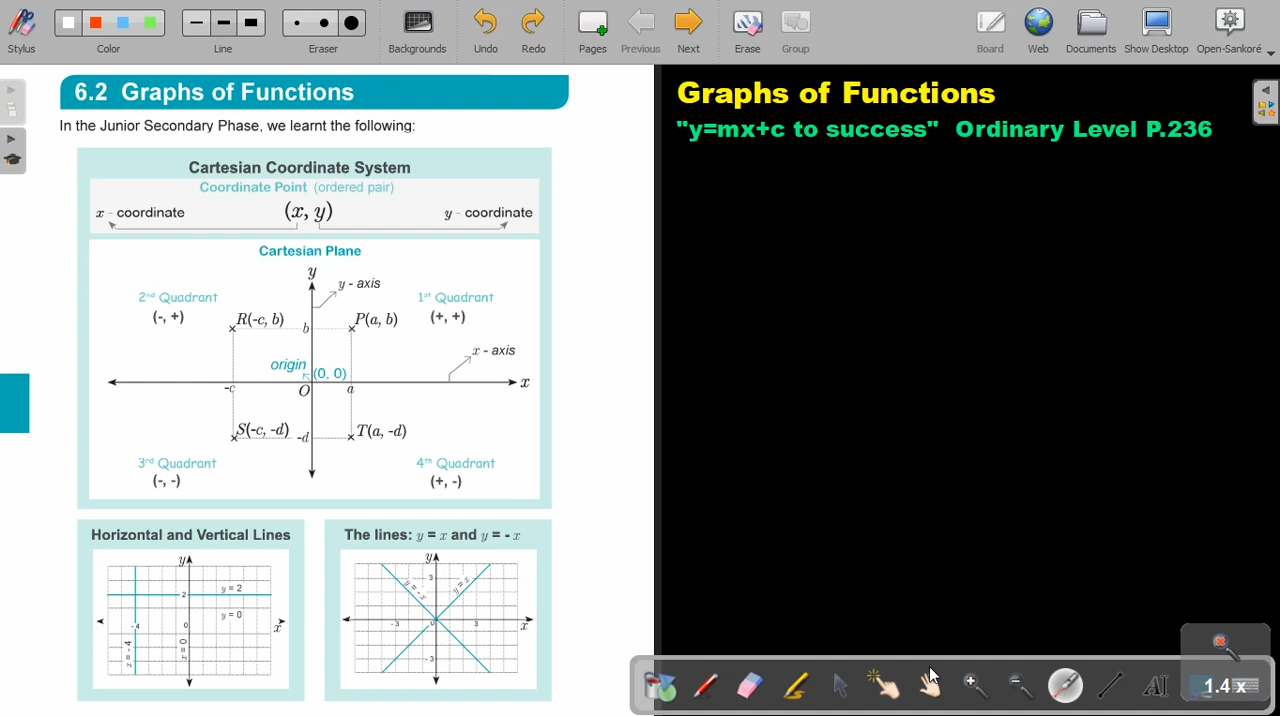 Stylus Color Line Eraser Backgrounds Undo Redo Pages Previous Next Erase Group Board Web Documents Show Desktop Open-Sankoré
6.2 Graphs of Functions
In the Junior Secondary Phase, we learnt the following:
Cartesian Coordinate System
Coordinate Point (ordered pair)
x - coordinate (x, y) y - coordinate
Cartesian Plane
y
y - axis
2nd Quadrant 1st Quadrant
(-, +) (+, +)
R(-c, b) b P(a, b)
x - axis
origin (0, 0)
-c O a x
S(-c, -d) -d T(a, -d)
3rd Quadrant 4th Quadrant
(-, -) (+, -)
Horizontal and Vertical Lines
y
y = 2
2
y = 0
-4 0 x
x = -4 x = 0
The lines: y = x and y = - x
y
3
y = - x y = x
-3 0 3 x
-3
Graphs of Functions
"y=mx+c to success" Ordinary Level P.236
AI
1.4 x